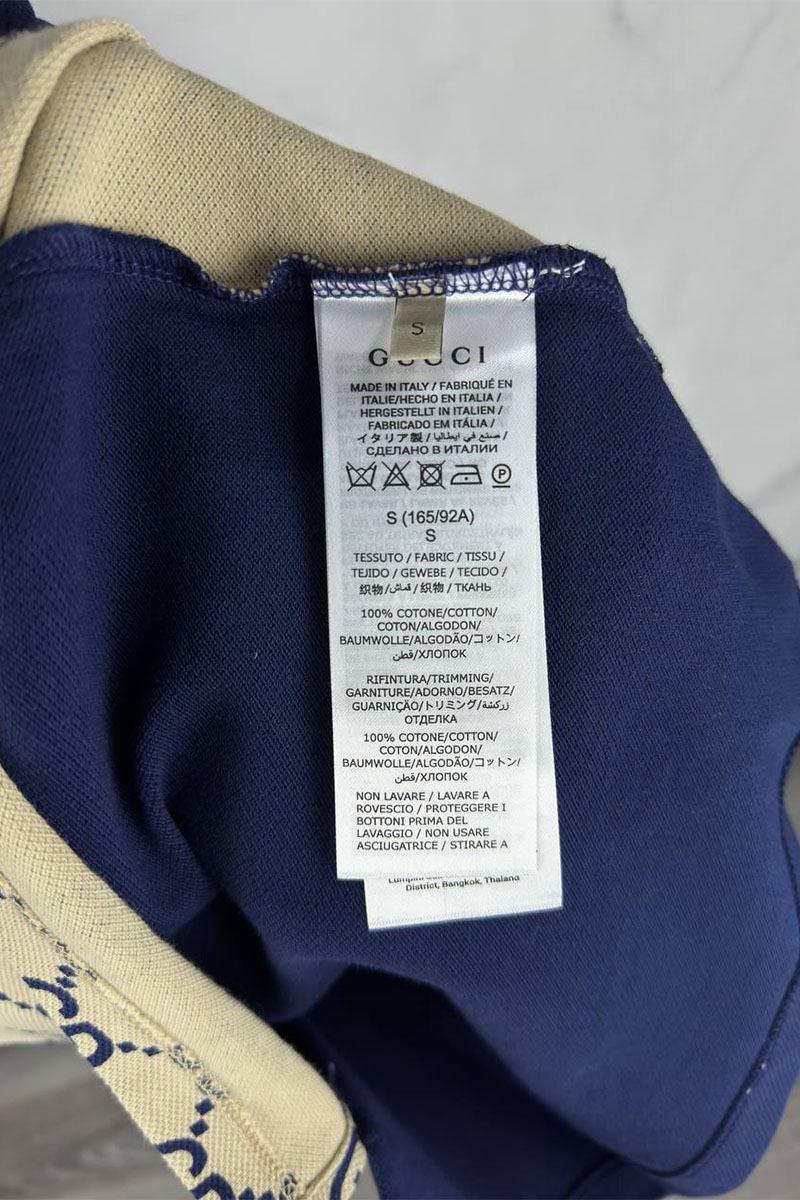 S
GUCCI
MADE IN ITALY / FABRIQUÉ EN
ITALIE/HECHO EN ITALIA /
HERGESTELLT IN ITALIEN /
FABRICADO EM ITÁLIA /
イタリア製 / صنع في ايطاليا /
СДЕЛАНО В ИТАЛИИ
P
S (165/92A)
S
TESSUTO / FABRIC / TISSU /
TEJIDO / GEWEBE / TECIDO /
织物 / قماش / 織物 / ТКАНЬ
100% COTONE/COTTON/
COTON/ALGODON/
BAUMWOLLE/ALGODÃO/コットン/
قطن/ХЛОПОК
RIFINITURA/TRIMMING/
GARNITURE/ADORNO/BESATZ/
GUARNIÇÃO/トリミング/زركشة/
ОТДЕЛКА
100% COTONE/COTTON/
COTON/ALGODON/
BAUMWOLLE/ALGODÃO/コットン/
قطن/ХЛОПОК
NON LAVARE / LAVARE A
ROVESCIO / PROTEGGERE I
BOTTONI PRIMA DEL
LAVAGGIO / NON USARE
ASCIUGATRICE / STIRARE A
District, Bangkok, Thailand